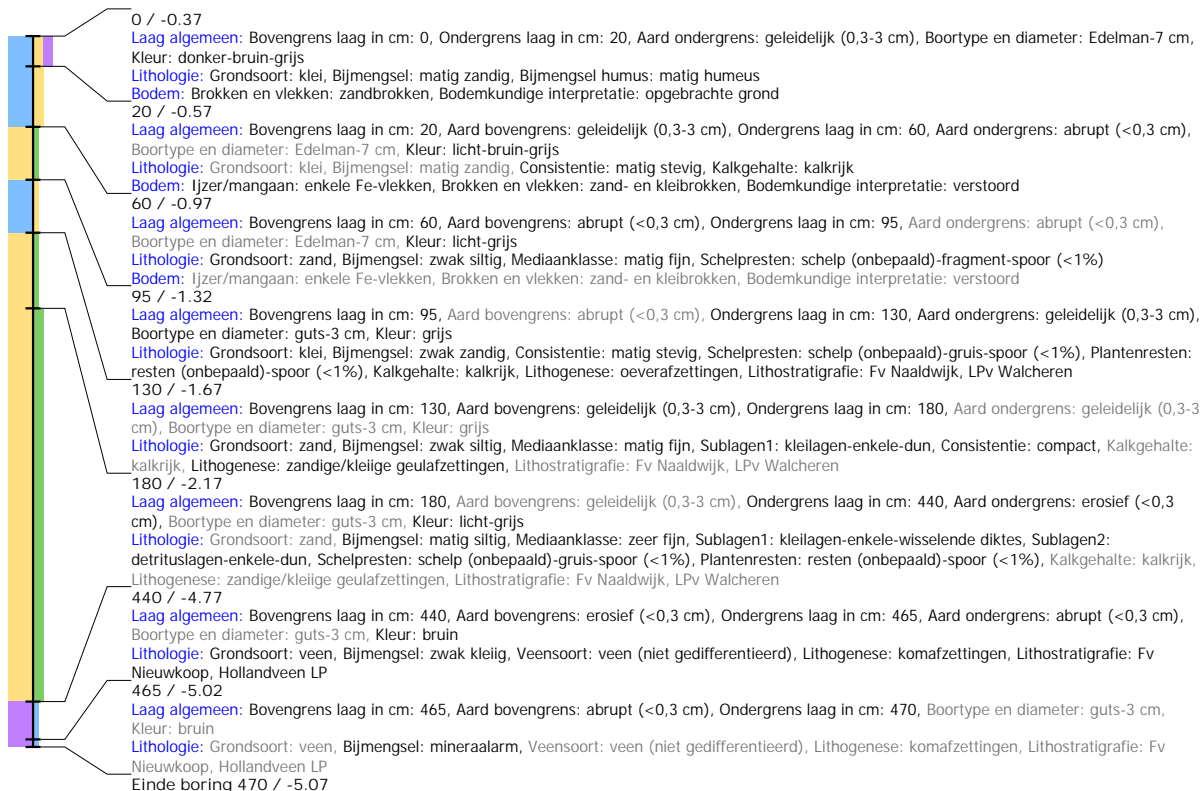 0 / -0.37
Laag algemeen: Bovengrens laag in cm: 0, Ondergrens laag in cm: 20, Aard ondergrens: geleidelijk (0,3-3 cm), Boortype en diameter: Edelman-7 cm,
Kleur: donker-bruin-grijs
Lithologie: Grondsoort: klei, Bijmengsel: matig zandig, Bijmengsel humus: matig humeus
Bodem: Brokken en vlekken: zandbrokken, Bodemkundige interpretatie: opgebrachte grond
20 / -0.57
Laag algemeen: Bovengrens laag in cm: 20, Aard bovengrens: geleidelijk (0,3-3 cm), Ondergrens laag in cm: 60, Aard ondergrens: abrupt (<0,3 cm),
Boortype en diameter: Edelman-7 cm, Kleur: licht-bruin-grijs
Lithologie: Grondsoort: klei, Bijmengsel: matig zandig, Consistentie: matig stevig, Kalkgehalte: kalkrijk
Bodem: Ijzer/mangaan: enkele Fe-vlekken, Brokken en vlekken: zand- en kleibrokken, Bodemkundige interpretatie: verstoord
60 / -0.97
Laag algemeen: Bovengrens laag in cm: 60, Aard bovengrens: abrupt (<0,3 cm), Ondergrens laag in cm: 95, Aard ondergrens: abrupt (<0,3 cm),
Boortype en diameter: Edelman-7 cm, Kleur: licht-grijs
Lithologie: Grondsoort: zand, Bijmengsel: zwak siltig, Mediaanklasse: matig fijn, Schelpresten: schelp (onbepaald)-fragment-spoor (<1%)
Bodem: Ijzer/mangaan: enkele Fe-vlekken, Brokken en vlekken: zand- en kleibrokken, Bodemkundige interpretatie: verstoord
95 / -1.32
Laag algemeen: Bovengrens laag in cm: 95, Aard bovengrens: abrupt (<0,3 cm), Ondergrens laag in cm: 130, Aard ondergrens: geleidelijk (0,3-3 cm),
Boortype en diameter: guts-3 cm, Kleur: grijs
Lithologie: Grondsoort: klei, Bijmengsel: zwak zandig, Consistentie: matig stevig, Schelpresten: schelp (onbepaald)-gruis-spoor (<1%), Plantenresten:
resten (onbepaald)-spoor (<1%), Kalkgehalte: kalkrijk, Lithogenese: oeverafzettingen, Lithostratigrafie: Fv Naaldwijk, LPv Walcheren
130 / -1.67
Laag algemeen: Bovengrens laag in cm: 130, Aard bovengrens: geleidelijk (0,3-3 cm), Ondergrens laag in cm: 180, Aard ondergrens: geleidelijk (0,3-3
cm), Boortype en diameter: guts-3 cm, Kleur: grijs
Lithologie: Grondsoort: zand, Bijmengsel: zwak siltig, Mediaanklasse: matig fijn, Sublagen1: kleilagen-enkele-dun, Consistentie: compact, Kalkgehalte:
kalkrijk, Lithogenese: zandige/kleiige geulafzettingen, Lithostratigrafie: Fv Naaldwijk, LPv Walcheren
180 / -2.17
Laag algemeen: Bovengrens laag in cm: 180, Aard bovengrens: geleidelijk (0,3-3 cm), Ondergrens laag in cm: 440, Aard ondergrens: erosief (<0,3
cm), Boortype en diameter: guts-3 cm, Kleur: licht-grijs
Lithologie: Grondsoort: zand, Bijmengsel: matig siltig, Mediaanklasse: zeer fijn, Sublagen1: kleilagen-enkele-wisselende diktes, Sublagen2:
detrituslagen-enkele-dun, Schelpresten: schelp (onbepaald)-gruis-spoor (<1%), Plantenresten: resten (onbepaald)-spoor (<1%), Kalkgehalte: kalkrijk,
Lithogenese: zandige/kleiige geulafzettingen, Lithostratigrafie: Fv Naaldwijk, LPv Walcheren
440 / -4.77
Laag algemeen: Bovengrens laag in cm: 440, Aard bovengrens: erosief (<0,3 cm), Ondergrens laag in cm: 465, Aard ondergrens: abrupt (<0,3 cm),
Boortype en diameter: guts-3 cm, Kleur: bruin
Lithologie: Grondsoort: veen, Bijmengsel: zwak kleiig, Veensoort: veen (niet gedifferentieerd), Lithogenese: komafzettingen, Lithostratigrafie: Fv
Nieuwkoop, Hollandveen LP
465 / -5.02
Laag algemeen: Bovengrens laag in cm: 465, Aard bovengrens: abrupt (<0,3 cm), Ondergrens laag in cm: 470, Boortype en diameter: guts-3 cm,
Kleur: bruin
Lithologie: Grondsoort: veen, Bijmengsel: mineraalarm, Veensoort: veen (niet gedifferentieerd), Lithogenese: komafzettingen, Lithostratigrafie: Fv
Nieuwkoop, Hollandveen LP
Einde boring 470 / -5.07